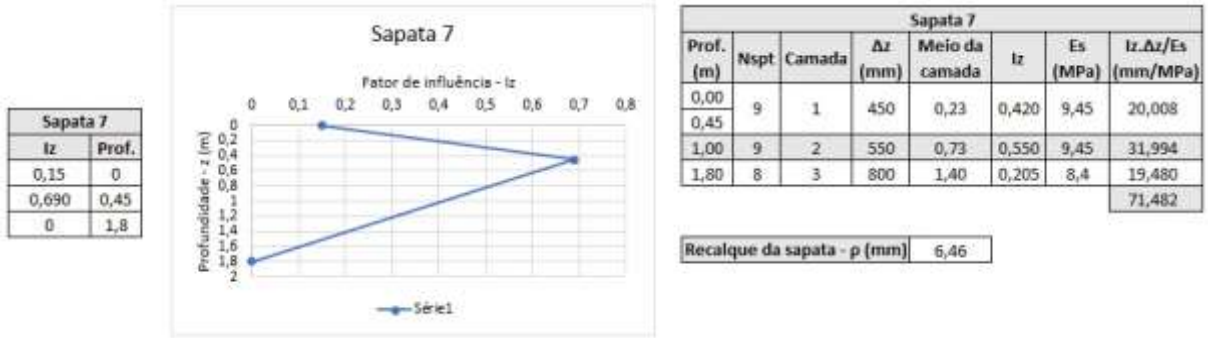 Sapata 7
Iz Prof.
0,15 0
0,690 0,45
0 1,8
Sapata 7
Fator de influência - Iz
0 0,1 0,2 0,3 0,4 0,5 0,6 0,7 0,8
Profundidade - z (m)
0
0,2
0,4
0,6
0,8
1
1,2
1,4
1,6
1,8
2
Série1
Sapata 7
Prof. (m) Nspt Camada Δz (mm) Meio da camada Iz Es (MPa) Iz.Δz/Es (mm/MPa)
0,00
0,45 9 1 450 0,23 0,420 9,45 20,008
1,00 9 2 550 0,73 0,550 9,45 31,994
1,80 8 3 800 1,40 0,205 8,4 19,480
71,482
Recalque da sapata - ρ (mm) 6,46